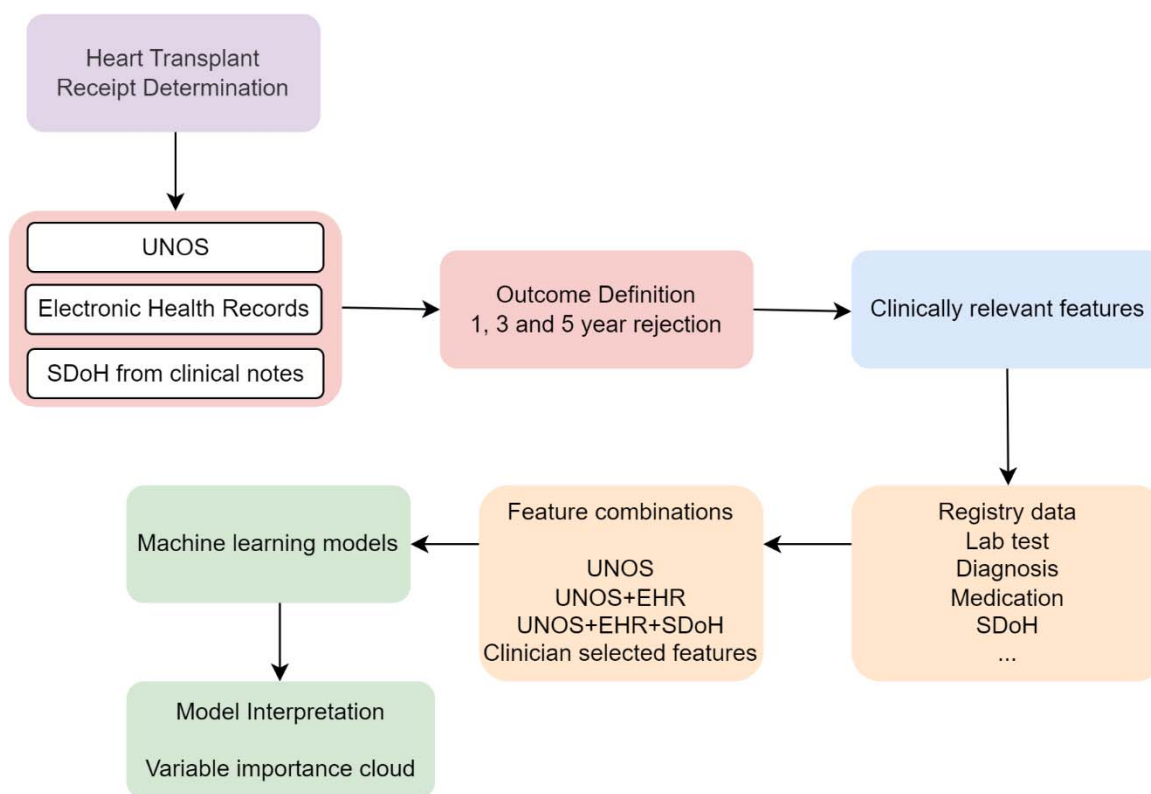 Heart Transplant
Receipt Determination
UNOS
Electronic Health Records
SDoH from clinical notes
Outcome Definition
1, 3 and 5 year rejection
Clinically relevant features
Registry data
Lab test
Diagnosis
Medication
SDoH
...
Feature combinations
UNOS
UNOS+EHR
UNOS+EHR+SDoH
Clinician selected features
Machine learning models
Model Interpretation
Variable importance cloud